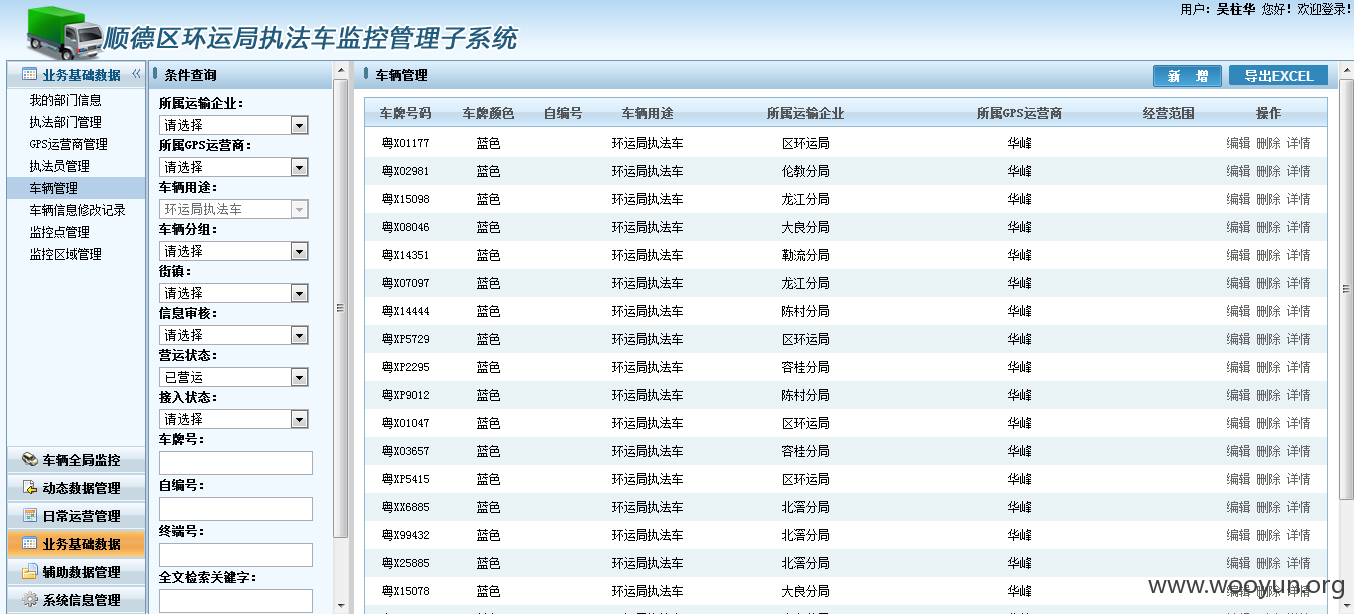 用户：吴柱华 您好！欢迎登录！
顺德区环运局执法车监控管理子系统
业务基础数据
我的部门信息
执法部门管理
GPS运营商管理
执法员管理
车辆管理
车辆信息修改记录
监控点管理
监控区域管理
车辆全局监控
动态数据管理
日常运营管理
业务基础数据
辅助数据管理
系统信息管理
条件查询
所属运输企业：
请选择
所属GPS运营商：
请选择
车辆用途：
环运局执法车
车辆分组：
请选择
街镇：
请选择
信息审核：
请选择
营运状态：
已营运
接入状态：
请选择
车牌号：
自编号：
终端号：
全文检索关键字：
车辆管理
新 增 导出EXCEL
车牌号码 车牌颜色 自编号 车辆用途 所属运输企业 所属GPS运营商 经营范围 操作
粤X01177 蓝色 环运局执法车 区环运局 华峰 编辑 删除 详情
粤X02981 蓝色 环运局执法车 伦教分局 华峰 编辑 删除 详情
粤X15098 蓝色 环运局执法车 龙江分局 华峰 编辑 删除 详情
粤X08046 蓝色 环运局执法车 大良分局 华峰 编辑 删除 详情
粤X14351 蓝色 环运局执法车 勒流分局 华峰 编辑 删除 详情
粤X07097 蓝色 环运局执法车 龙江分局 华峰 编辑 删除 详情
粤X14444 蓝色 环运局执法车 陈村分局 华峰 编辑 删除 详情
粤XP5729 蓝色 环运局执法车 区环运局 华峰 编辑 删除 详情
粤XP2295 蓝色 环运局执法车 容桂分局 华峰 编辑 删除 详情
粤XP9012 蓝色 环运局执法车 陈村分局 华峰 编辑 删除 详情
粤X01047 蓝色 环运局执法车 区环运局 华峰 编辑 删除 详情
粤X03657 蓝色 环运局执法车 容桂分局 华峰 编辑 删除 详情
粤XP5415 蓝色 环运局执法车 区环运局 华峰 编辑 删除 详情
粤XX6885 蓝色 环运局执法车 北滘分局 华峰 编辑 删除 详情
粤X99432 蓝色 环运局执法车 北滘分局 华峰 编辑 删除 详情
粤X25885 蓝色 环运局执法车 北滘分局 华峰 编辑 删除 详情
粤X15078 蓝色 环运局执法车 大良分局 华峰 编辑 删除 详情
www.wooyun.org